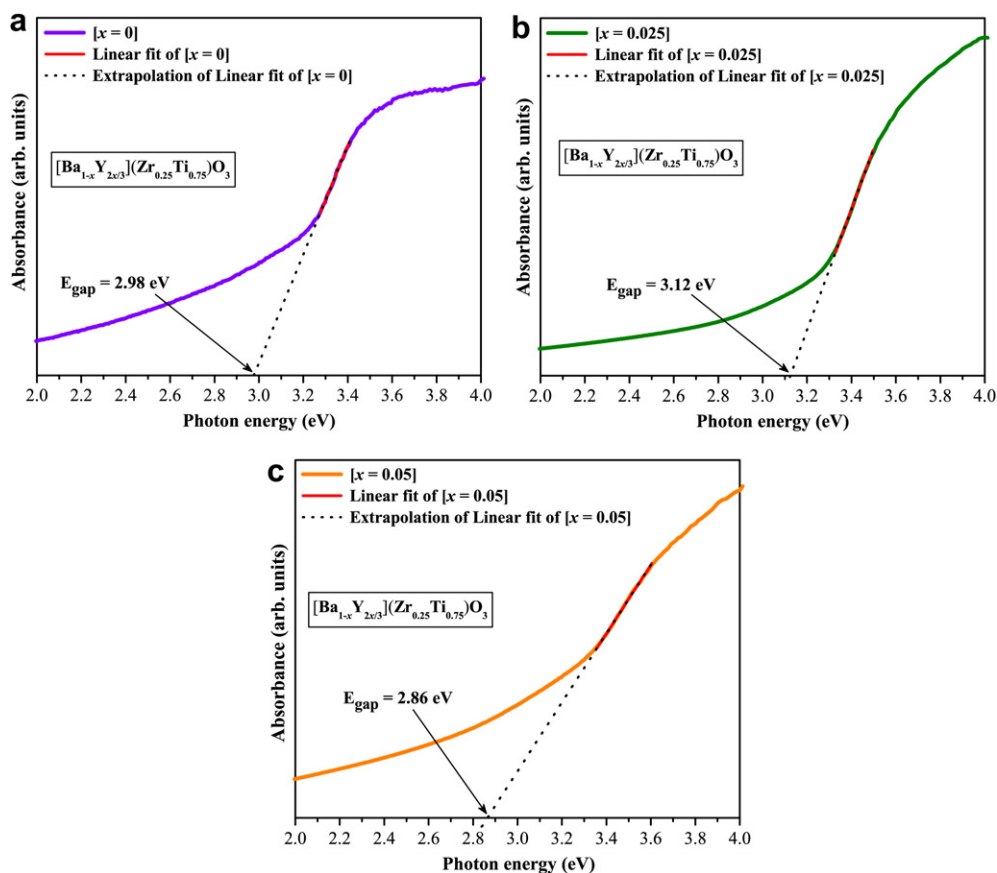 a
[x = 0]
Linear fit of [x = 0]
Extrapolation of Linear fit of [x = 0]
[Ba1-xY2x/3](Zr0.25Ti0.75)O3
Egap = 2.98 eV
Absorbance (arb. units)
2.0 2.2 2.4 2.6 2.8 3.0 3.2 3.4 3.6 3.8 4.0
Photon energy (eV)
b
[x = 0.025]
Linear fit of [x = 0.025]
Extrapolation of Linear fit of [x = 0.025]
[Ba1-xY2x/3](Zr0.25Ti0.75)O3
Egap = 3.12 eV
Absorbance (arb. units)
2.0 2.2 2.4 2.6 2.8 3.0 3.2 3.4 3.6 3.8 4.0
Photon energy (eV)
c
[x = 0.05]
Linear fit of [x = 0.05]
Extrapolation of Linear fit of [x = 0.05]
[Ba1-xY2x/3](Zr0.25Ti0.75)O3
Egap = 2.86 eV
Absorbance (arb. units)
2.0 2.2 2.4 2.6 2.8 3.0 3.2 3.4 3.6 3.8 4.0
Photon energy (eV)